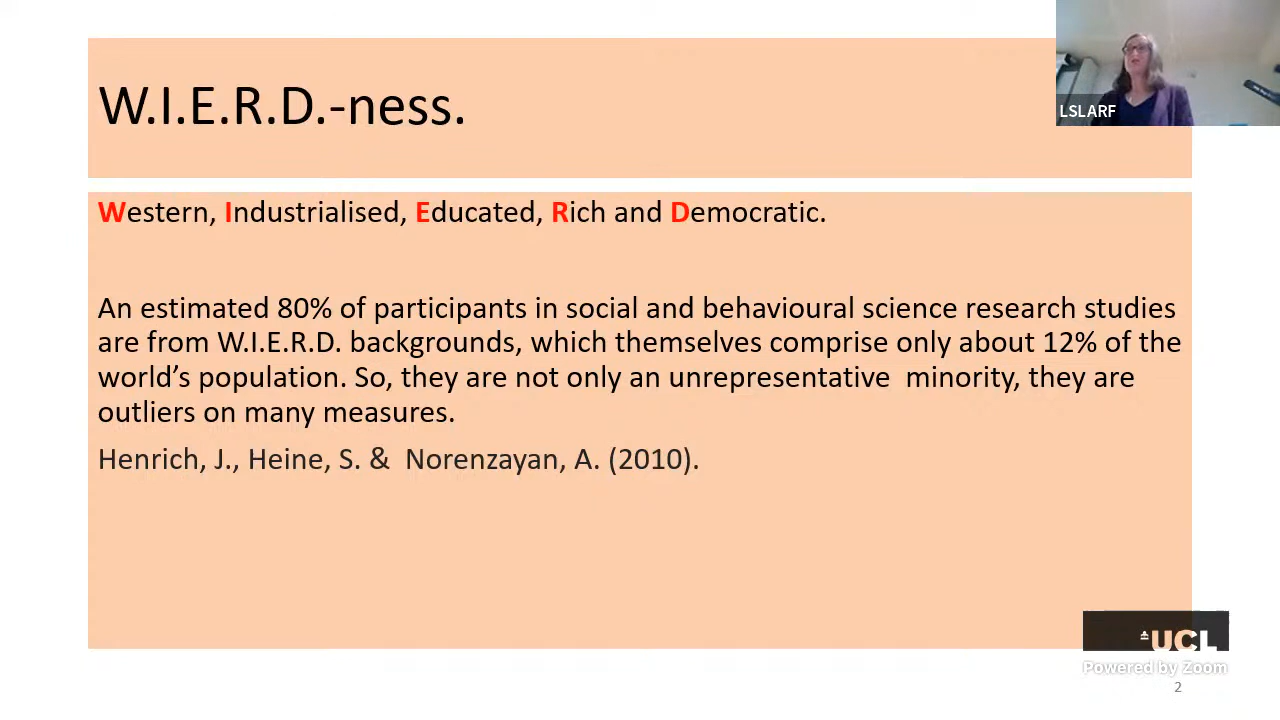 W.I.E.R.D.-ness.
LSLARF
Western, Industrialised, Educated, Rich and Democratic.
An estimated 80% of participants in social and behavioural science research studies
are from W.I.E.R.D. backgrounds, which themselves comprise only about 12% of the
world’s population. So, they are not only an unrepresentative  minority, they are
outliers on many measures.
Henrich, J., Heine, S. &  Norenzayan, A. (2010).
UCL
Powered by Zoom
2